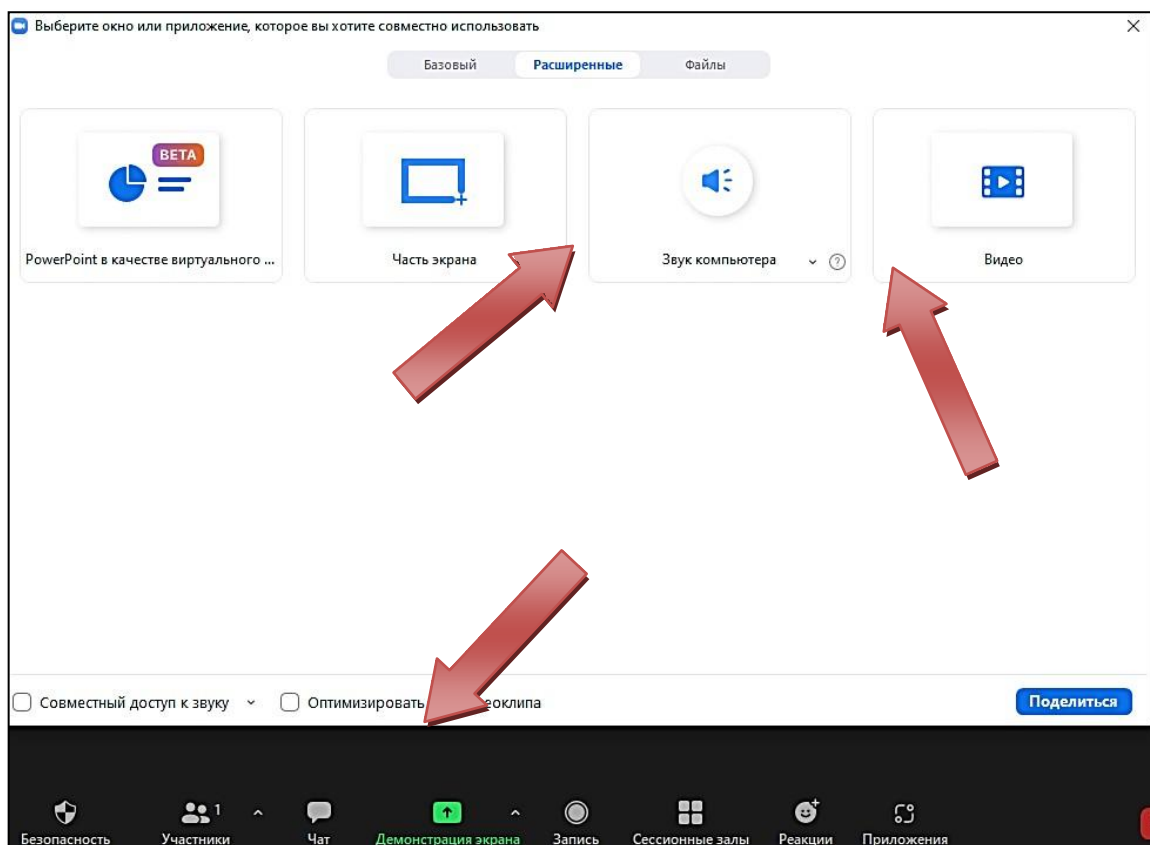 Выберите окно или приложение, которое вы хотите совместно использовать
Базовый Расширенные Файлы
BETA
PowerPoint в качестве виртуального ... Часть экрана Звук компьютера ? Видео
Совместный доступ к звуку Оптимизировать еоклипа Поделиться
1
Безопасность Участники Чат Демонстрация экрана Запись Сессионные залы Реакции Приложения